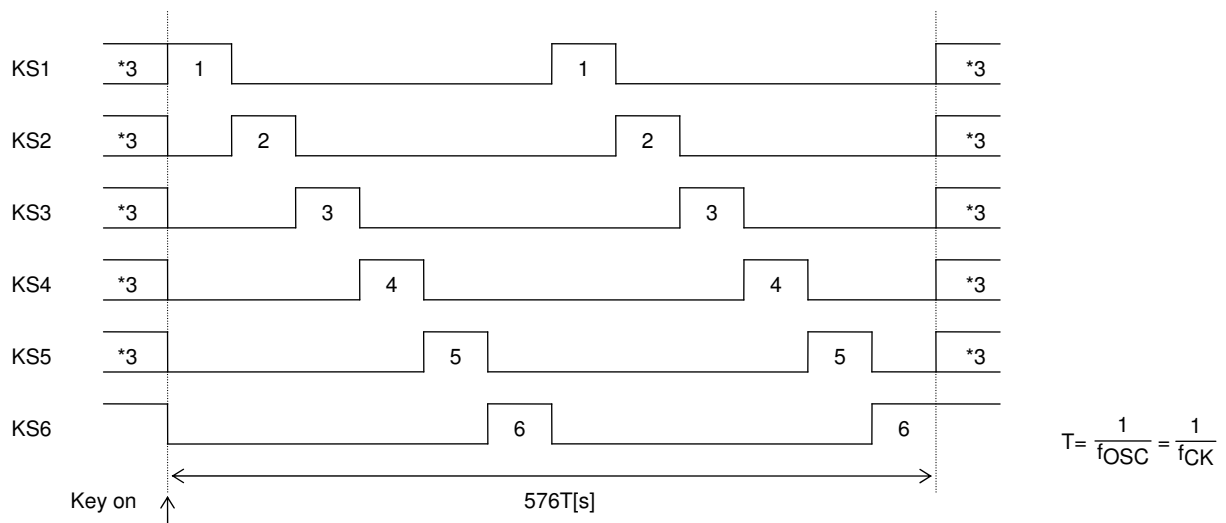 KS1 *3 1 1 *3
KS2 *3 2 2 *3
KS3 *3 3 3 *3
KS4 *3 4 4 *3
KS5 *3 5 5 *3
KS6 6 6
T= 1/fOSC = 1/fCK
Key on 576T[s]